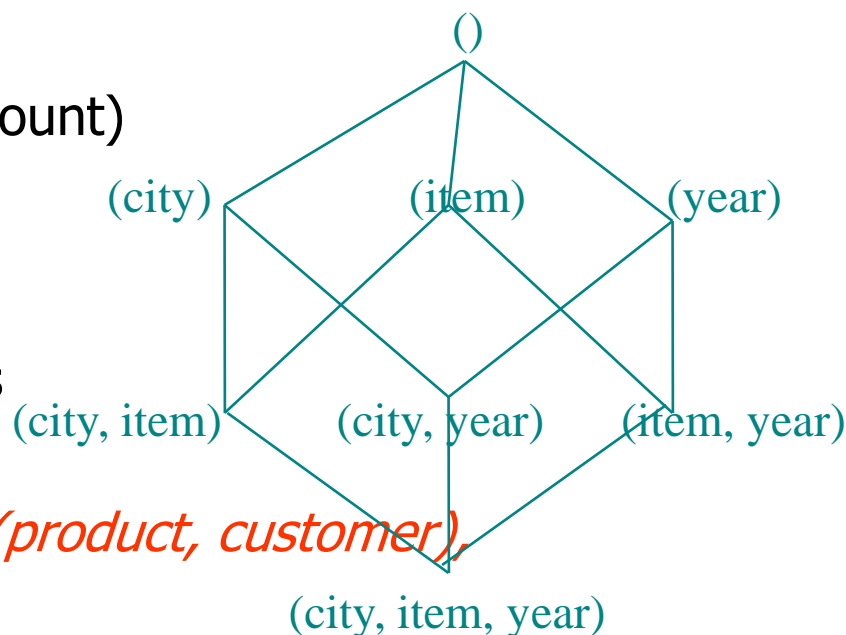 ()
ount)
(city) (item) (year)
s
(city, item) (city, year) (item, year)
(product, customer),
(city, item, year)